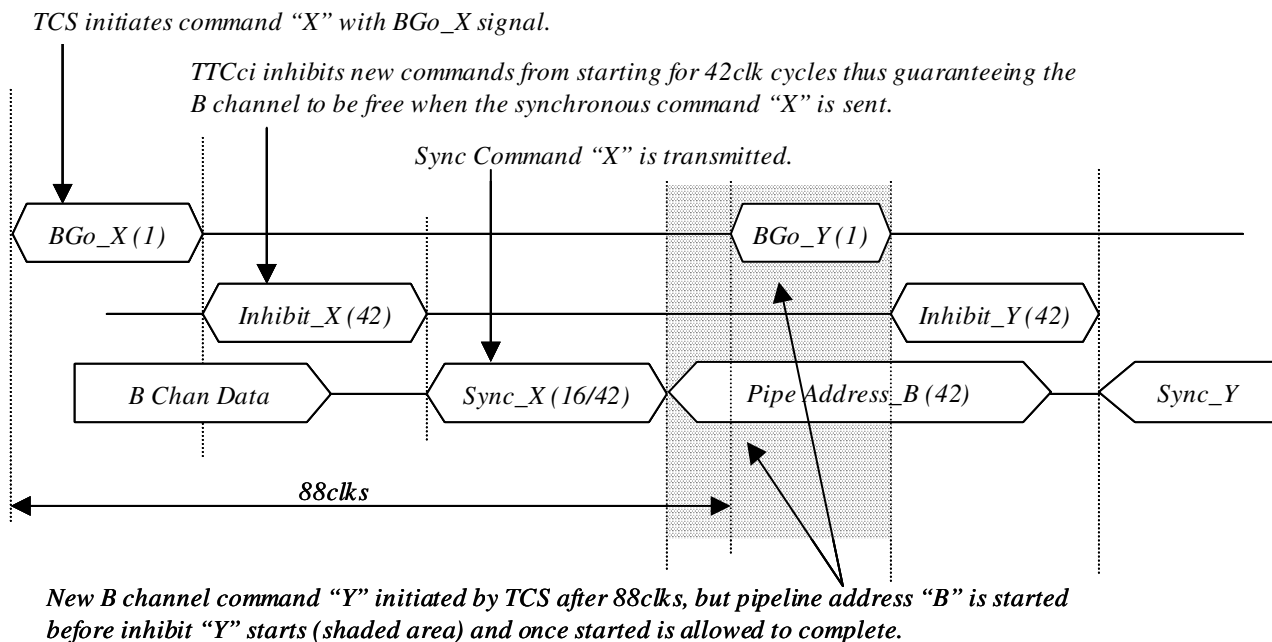 TCS initiates command “X” with BGo_X signal.
TTCci inhibits new commands from starting for 42clk cycles thus guaranteeing the
B channel to be free when the synchronous command “X” is sent.
Sync Command “X” is transmitted.
BGo_X (1)
BGo_Y (1)
Inhibit_X (42)
Inhibit_Y (42)
B Chan Data
Sync_X (16/42)
Pipe Address_B (42)
Sync_Y
88clks
New B channel command “Y” initiated by TCS after 88clks, but pipeline address “B” is started
before inhibit “Y” starts (shaded area) and once started is allowed to complete.